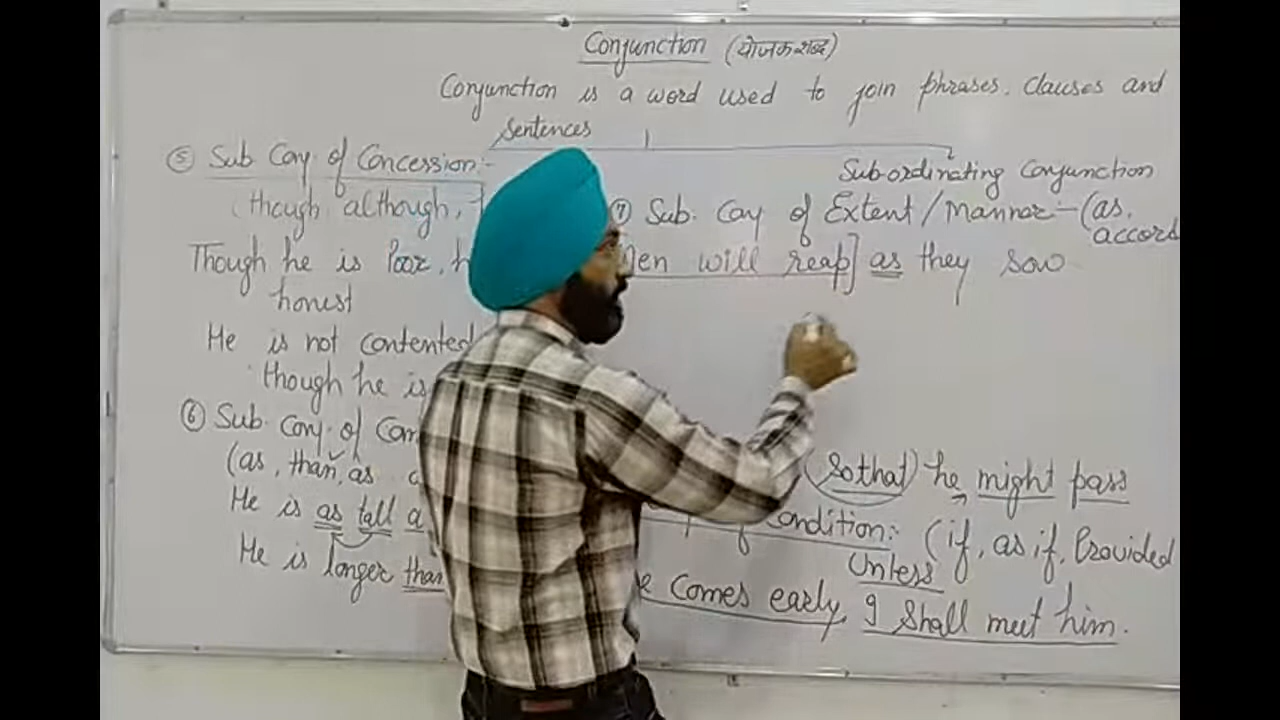 Conjunction (योजक शब्द)
Conjunction is a word used to join phrases. Clauses and
Sentences
Subordinating Conjunction
⑤ Sub Conj. of Concession:-
(though although,
Though he is Poor,
honest
He is not contented
though he is
⑥ Sub. Conj. of
(as, than, as
He is as tall
He is longer than
⑦ Sub. Conj of Extent/Manner:- (as,
accord
Men will reap] as they sow
(so that) he might pass
Condition:- (if, as if, Provided
Unless
comes early, I shall meet him.